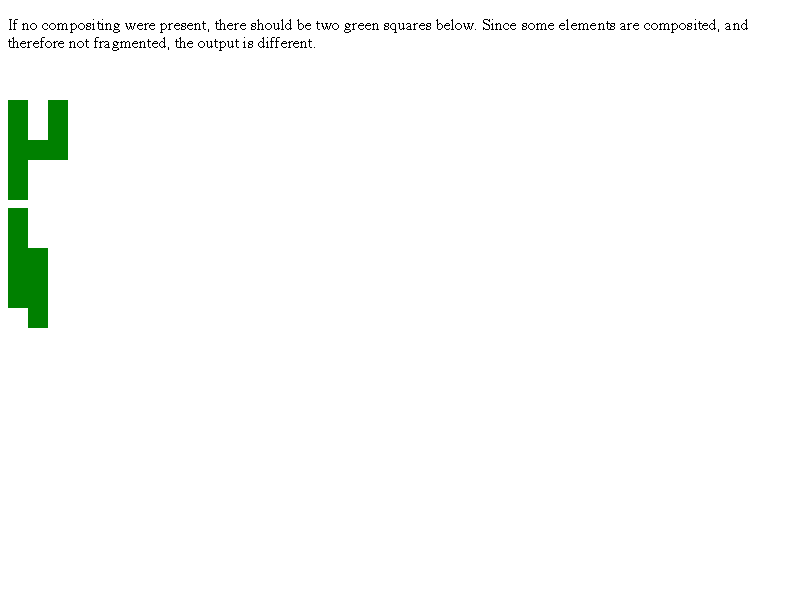 If no compositing were present, there should be two green squares below. Since some elements are composited, and
therefore not fragmented, the output is different.